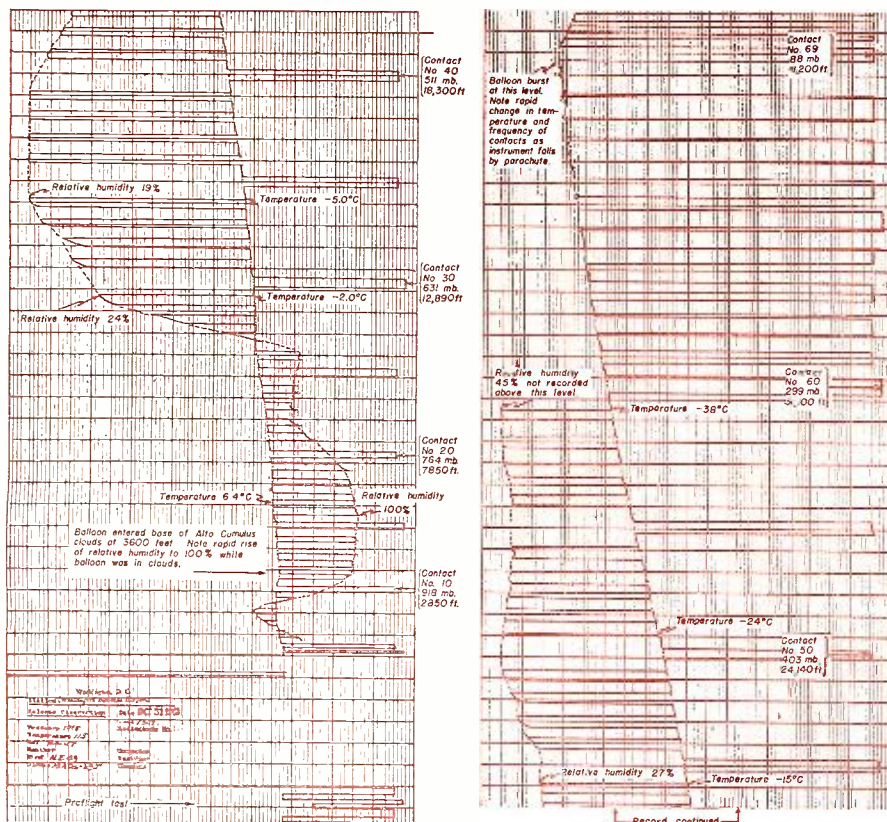 Contact
No 40
511 mb.
18,300 ft
Relative humidity 19%
Temperature -5.0°C
Contact
No 30
631 mb.
12,890 ft
Temperature -2.0°C
Relative humidity 24%
Contact
No 20
764 mb
7850 ft.
Temperature 6.4°C
Relative humidity
100%
Balloon entered base of Alto Cumulus
clouds at 3600 feet Note rapid rise
of relative humidity to 100% while
balloon was in clouds.
Contact
No. 10
918 mb.
2850 ft.
Date OCT 31
Preflight test
Contact
No. 69
88 mb
Balloon burst
at this level.
Note rapid
change in tem-
perature and
frequency of
contacts as
instrument falls
by parachute.
Relative humidity
45% not recorded
above this level
Contact
No. 60
299 mb
Temperature -38°C
Temperature -24°C
Contact
No 50
403 mb
24,140 ft.
Relative humidity 27%
Temperature -15°C
Record continued